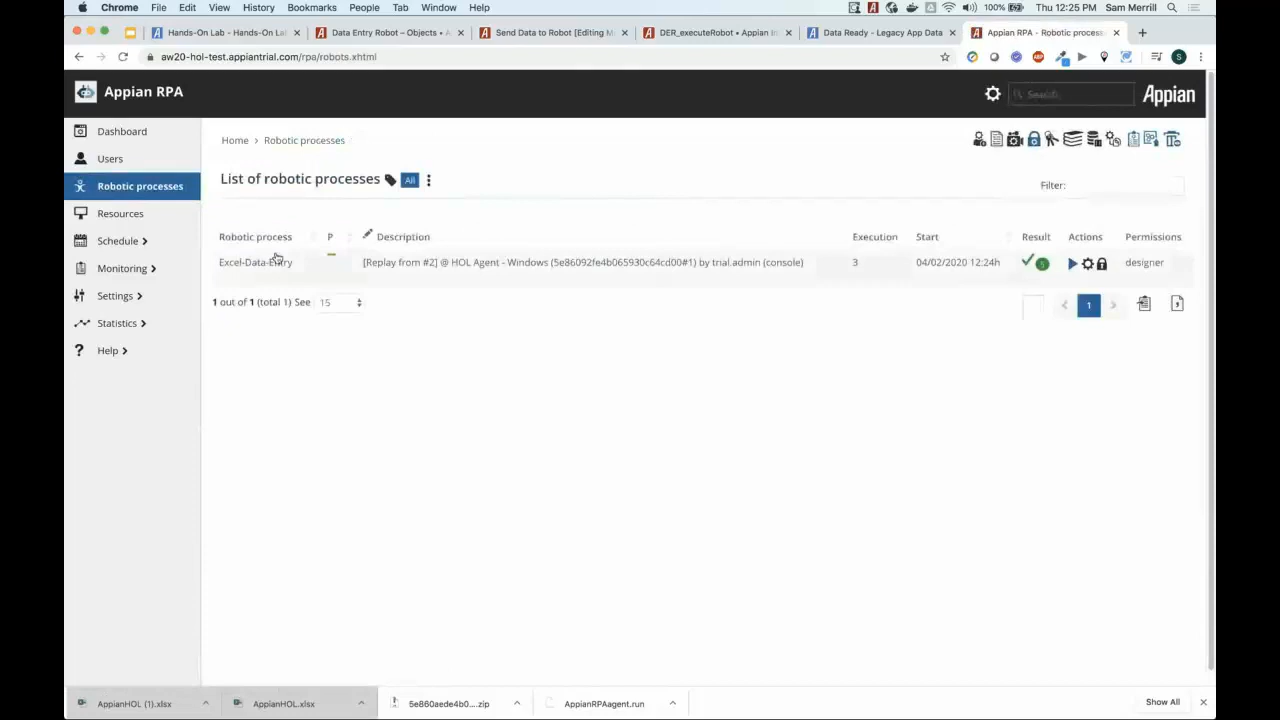 Chrome File Edit View History Bookmarks People Tab Window Help 100% Thu 12:25 PM Sam Merrill
Hands-On Lab - Hands-On La Data Entry Robot – Objects • A Send Data to Robot [Editing M DER_executeRobot • Appian In Data Ready - Legacy App Data Appian RPA - Robotic process
aw20-hol-test.appiantrial.com/rpa/robots.xhtml
Appian RPA Search Appian
Dashboard
Users
Robotic processes
Resources
Schedule
Monitoring
Settings
Statistics
Help
Home > Robotic processes
List of robotic processes All
Filter:
Robotic process P Description Execution Start Result Actions Permissions
Excel-Data-Entry [Replay from #2] @ HOL Agent - Windows (5e86092fe4b065930c64cd00#1) by trial.admin (console) 3 04/02/2020 12:24h S designer
1 out of 1 (total 1) See 15 < 1 >
AppianHOL (1).xlsx AppianHOL.xlsx 5e860aede4b0....zip AppianRPAagent.run Show All